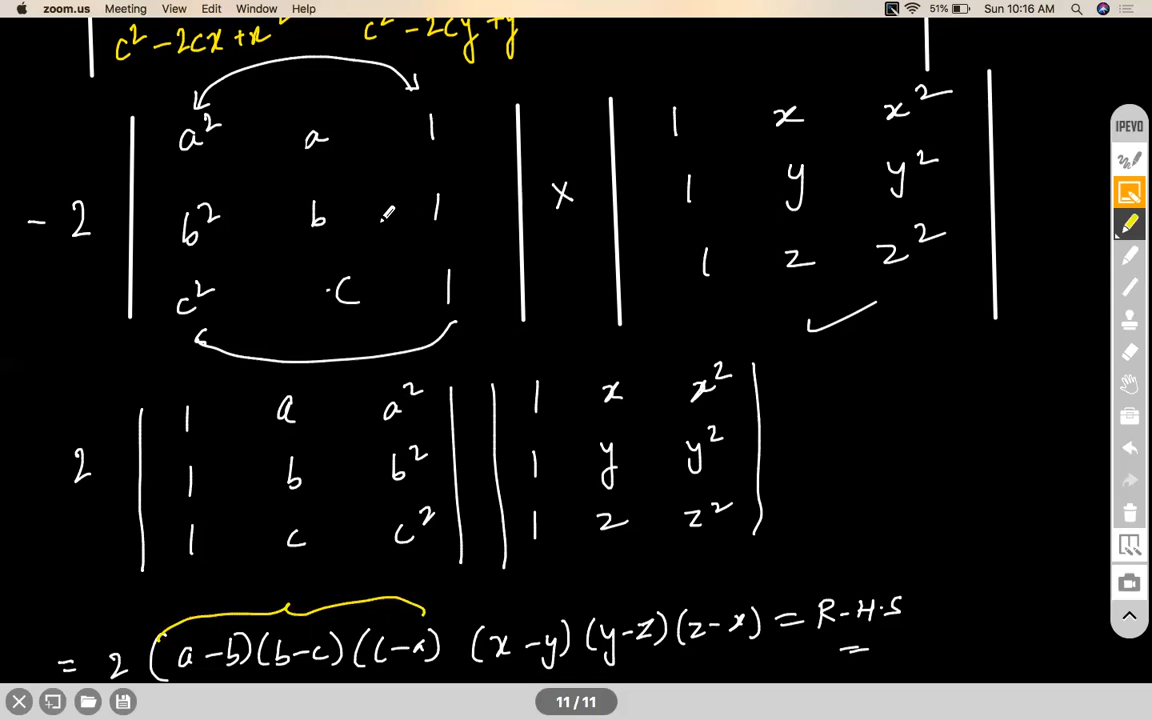 zoom.us Meeting View Edit Window Help 51% Sun 10:16 AM
c² - 2cx + x² c² - 2cy + y
- 2 | a² a 1 | x | 1 x x² |
| b² b 1 | | 1 y y² |
| c² c 1 | | 1 z z² |
2 | 1 a a² | | 1 x x² |
| 1 b b² | | 1 y y² |
| 1 c c² | | 1 z z² |
= 2 (a-b)(b-c)(c-a) (x-y)(y-z)(z-x) = R-H.S
IPEVO
11/11